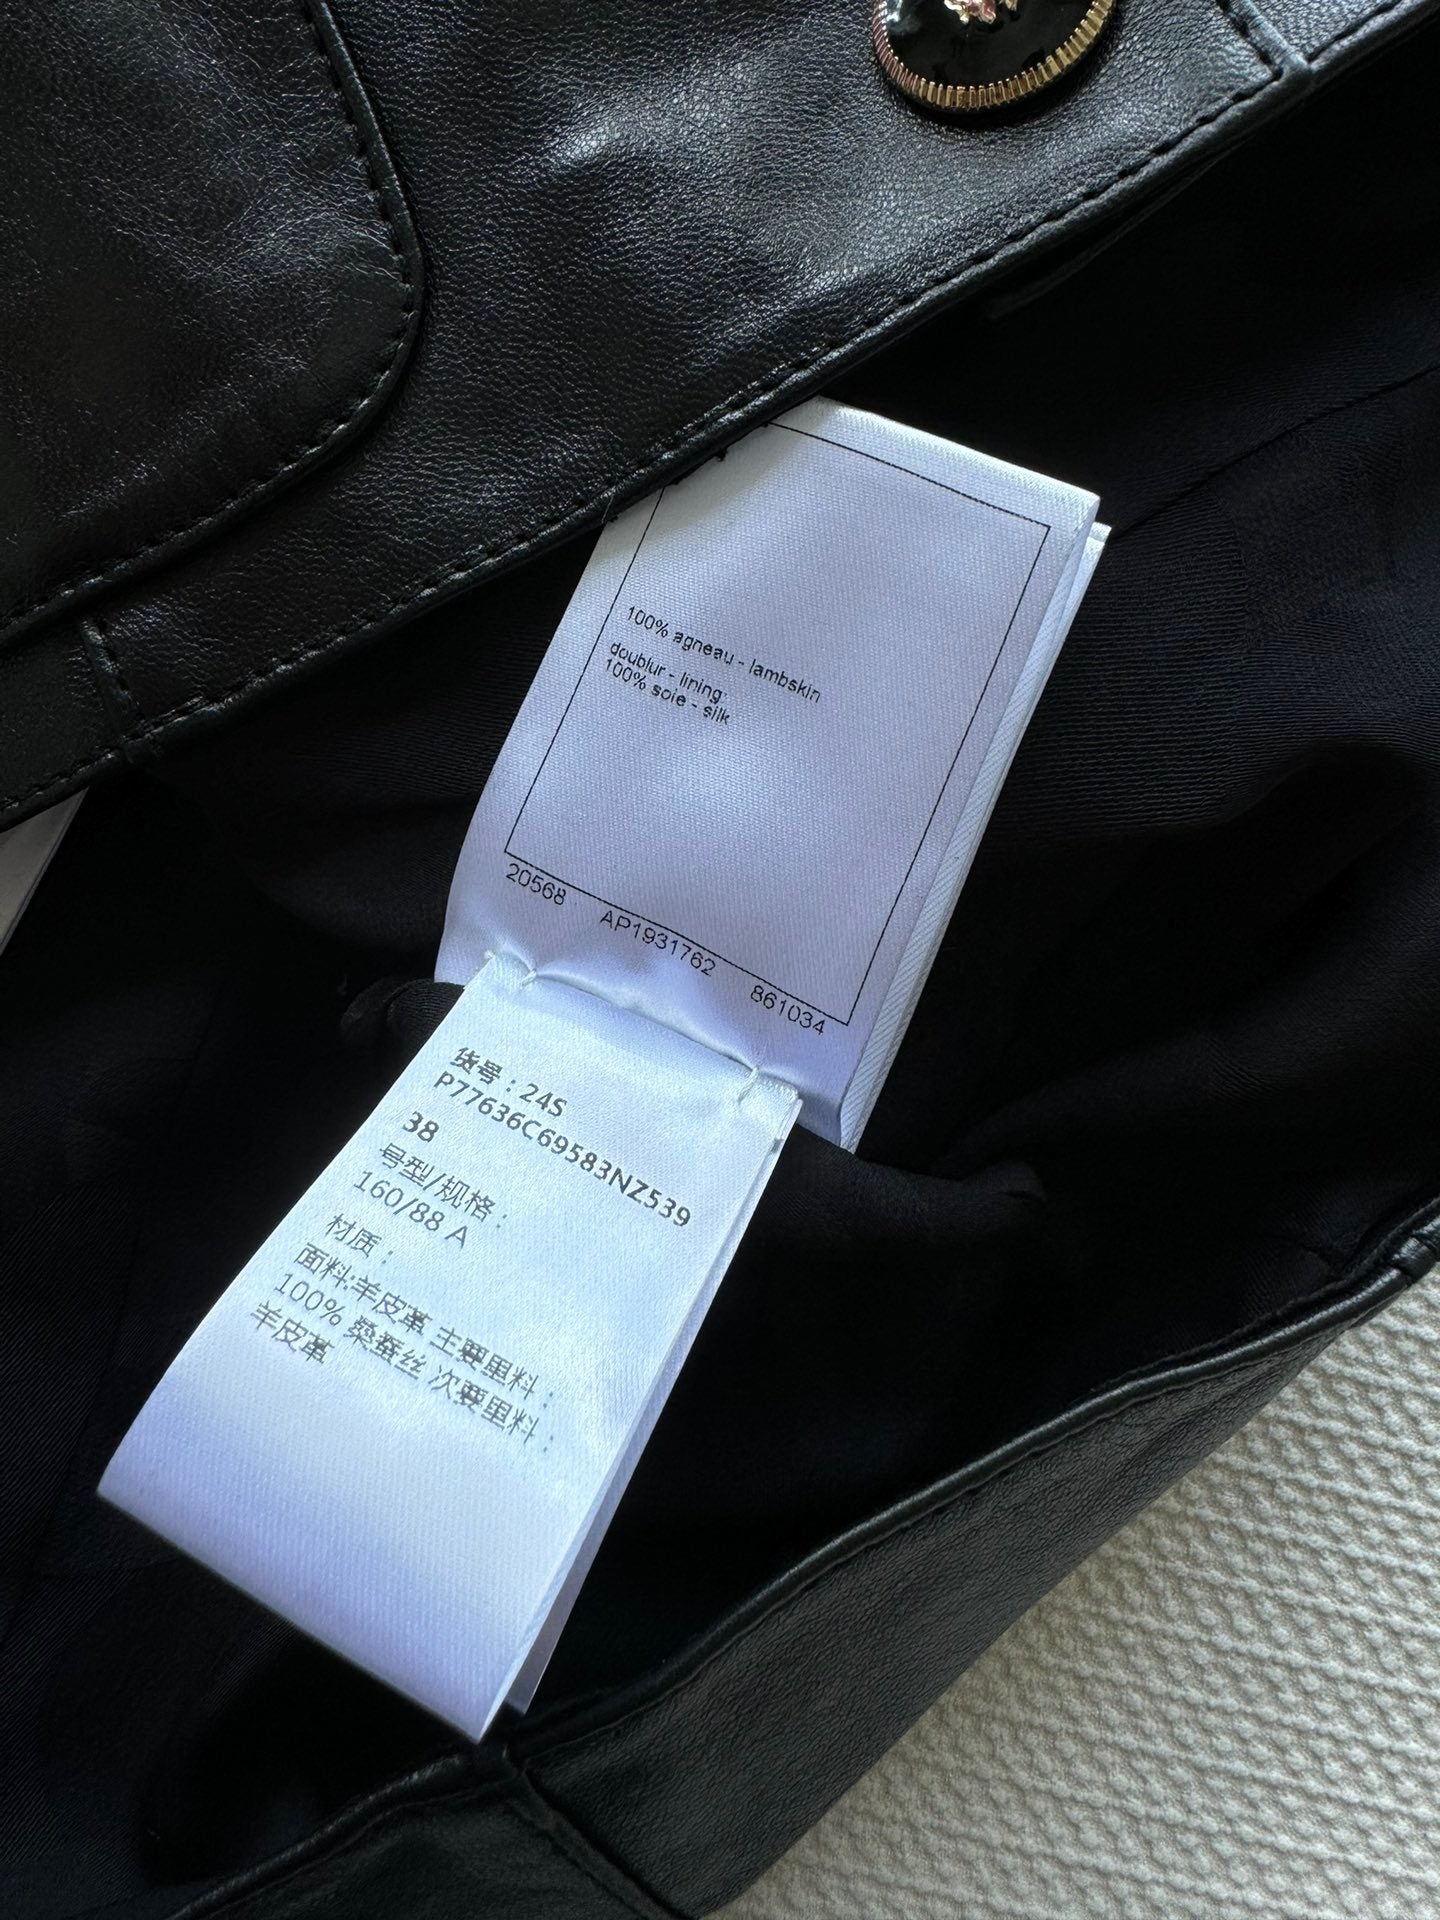 100% agneau - lambskin
doublur - lining:
100% soie - silk
20568 AP1931762 861034
货号：24S
P77636C69583NZ539
38
号型/规格：
160/88 A
材质：
面料:羊皮革 主要里料：
100% 桑蚕丝 次要里料：
羊皮革